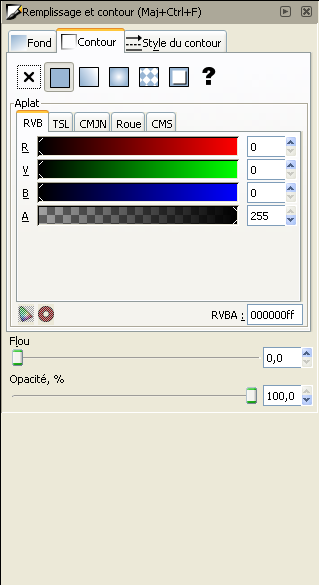 Remplissage et contour (Maj+Ctrl+F)
Fond Contour Style du contour
?
Aplat
RVB TSL CMJN Roue CMS
R 0
V 0
B 0
A 255
RVBA : 000000ff
Flou
0,0
Opacité, %
100,0